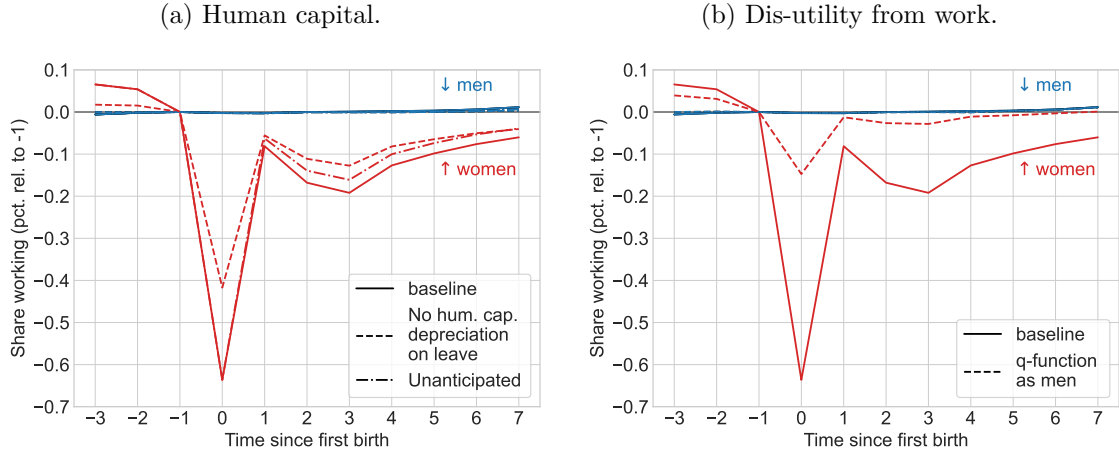 (a) Human capital.
0.1
0.0
−0.1
−0.2
−0.3
−0.4
−0.5
−0.6
−0.7
Share working (pct. rel. to -1)
↓ men
↑ women
baseline
No hum. cap.
depreciation
on leave
Unanticipated
−3 −2 −1 0 1 2 3 4 5 6 7
Time since first birth
(b) Dis-utility from work.
0.1
0.0
−0.1
−0.2
−0.3
−0.4
−0.5
−0.6
−0.7
Share working (pct. rel. to -1)
↓ men
↑ women
baseline
q-function
as men
−3 −2 −1 0 1 2 3 4 5 6 7
Time since first birth